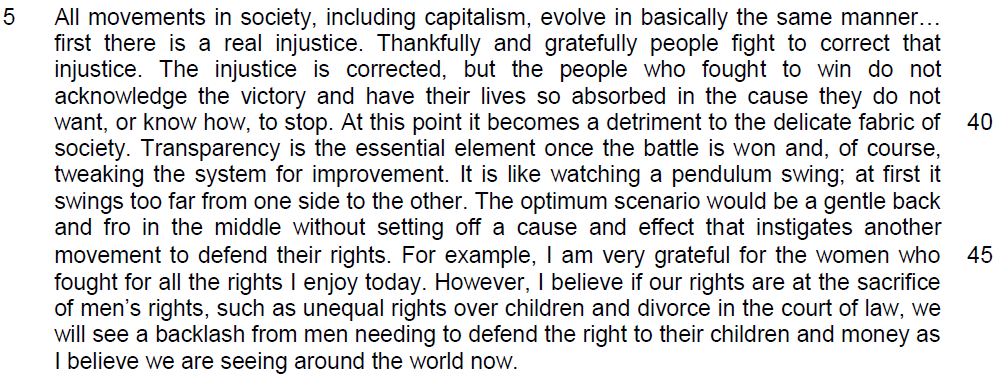 5 All movements in society, including capitalism, evolve in basically the same manner…
first there is a real injustice. Thankfully and gratefully people fight to correct that
injustice. The injustice is corrected, but the people who fought to win do not
acknowledge the victory and have their lives so absorbed in the cause they do not
want, or know how, to stop. At this point it becomes a detriment to the delicate fabric of 40
society. Transparency is the essential element once the battle is won and, of course,
tweaking the system for improvement. It is like watching a pendulum swing; at first it
swings too far from one side to the other. The optimum scenario would be a gentle back
and fro in the middle without setting off a cause and effect that instigates another
movement to defend their rights. For example, I am very grateful for the women who 45
fought for all the rights I enjoy today. However, I believe if our rights are at the sacrifice
of men’s rights, such as unequal rights over children and divorce in the court of law, we
will see a backlash from men needing to defend the right to their children and money as
I believe we are seeing around the world now.